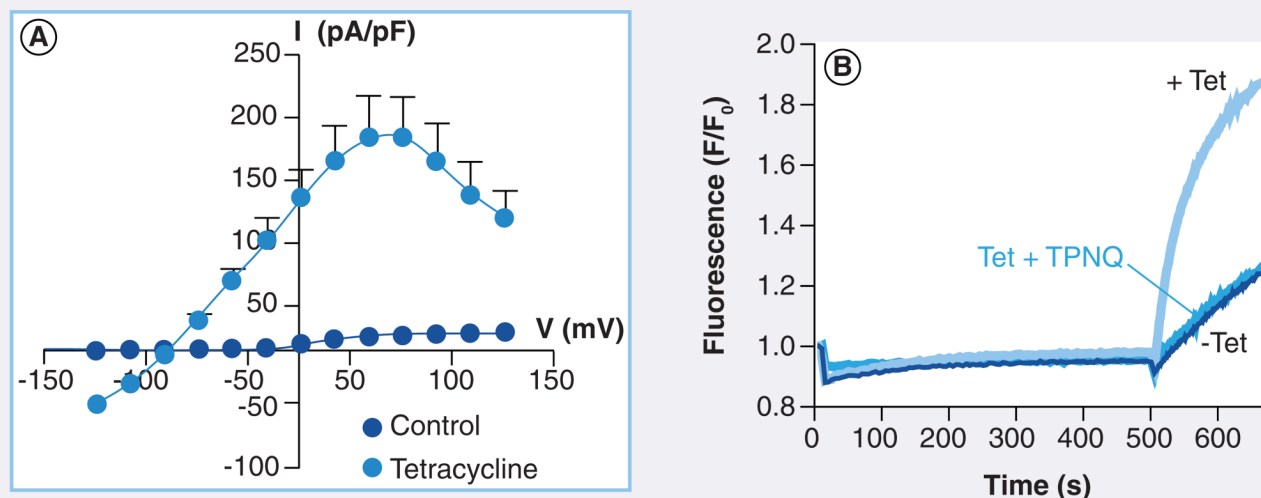 A
I (pA/pF)
250
200
150
100
50
V (mV)
-150
-100
-50
50
100
150
-50
-100
Control
Tetracycline
B
2.0
1.8
1.6
1.4
1.2
1.0
0.8
Fluorescence (F/F0)
+ Tet
Tet + TPNQ
-Tet
0
100
200
300
400
500
600
Time (s)